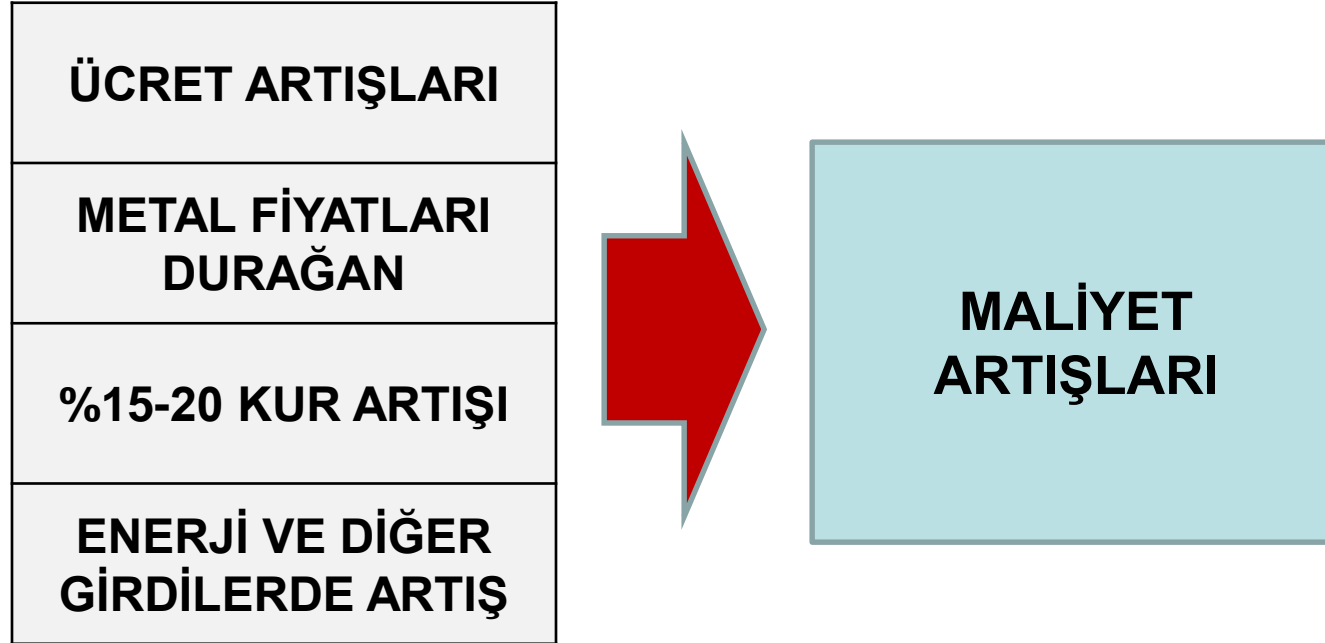 ÜCRET ARTIŞLARI
METAL FİYATLARI
DURAĞAN
%15-20 KUR ARTIŞI
ENERJİ VE DİĞER
GİRDİLERDE ARTIŞ
MALİYET
ARTIŞLARI